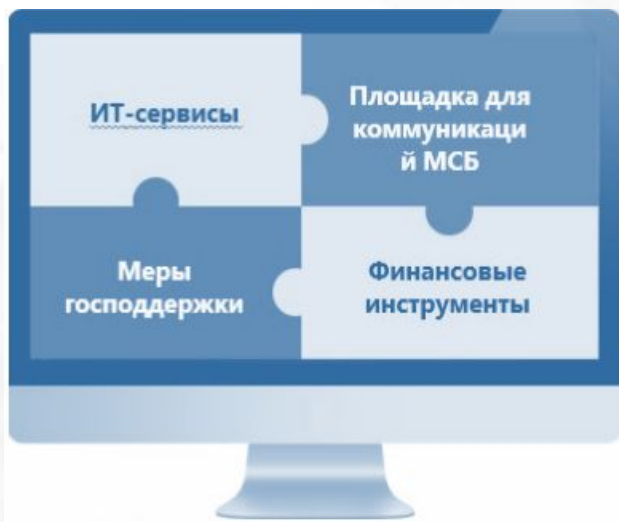 ИТ-сервисы
Площадка для
коммуникаци
й МСБ
Меры
господдержки
Финансовые
инструменты